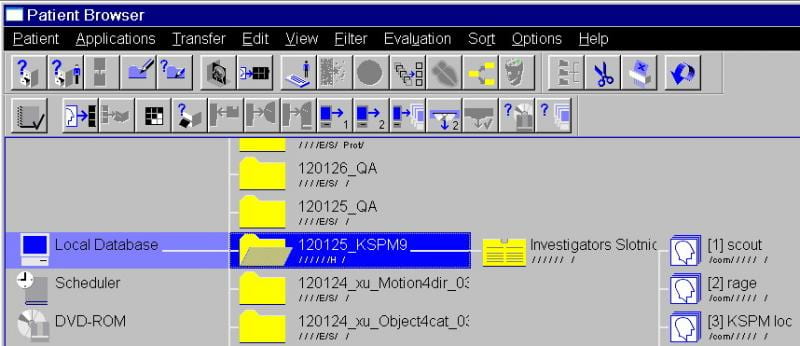 Patient Browser
Patient Applications Transfer Edit View Filter Evaluation Sort Options Help
? ? ? ?
? 1 2 2 ? ?
////E/S/ Prot/
120126_QA
////E/S/ /
120125_QA
////E/S/ /
Local Database 120125_KSPM9 Investigators Slotnic [1] scout
//////H / ////// / /com///// /
Scheduler 120124_xu_Motion4dir_03 [2] rage
////E/S/ / /com///// /
DVD-ROM 120124_xu_Object4cat_03 [3] KSPM loc
////E/S/ / /com///// /